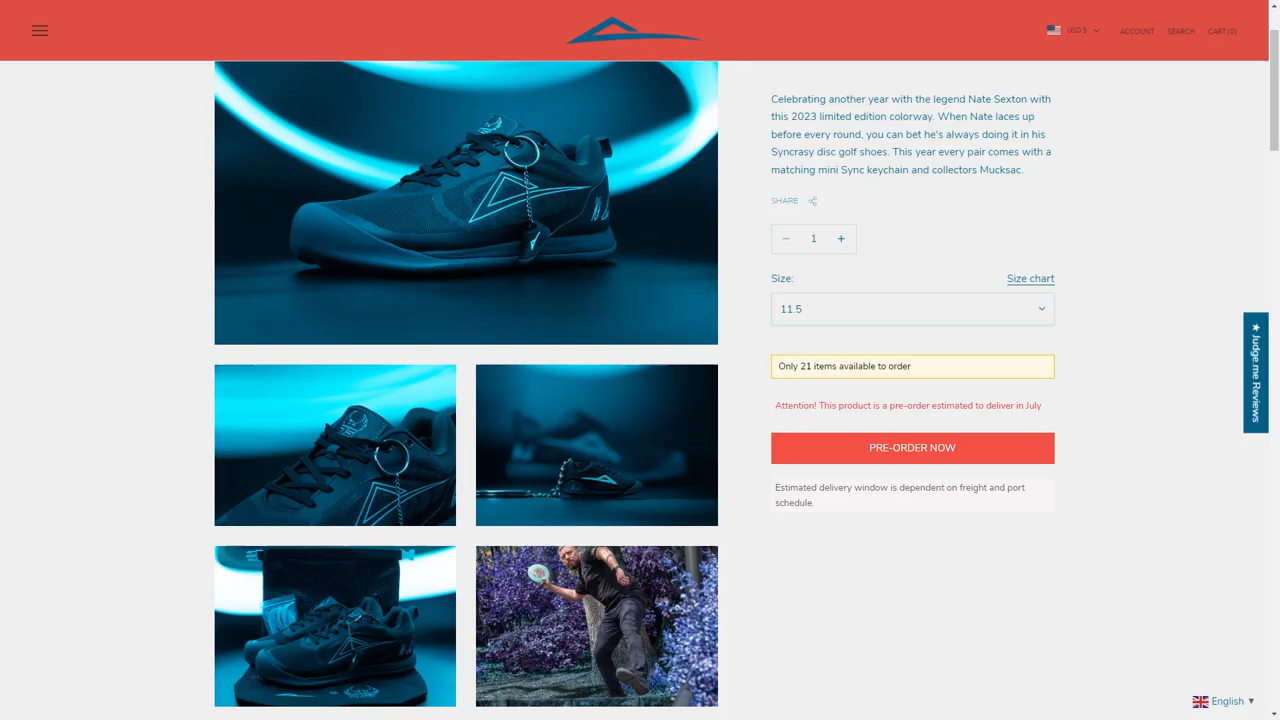 USD $
ACCOUNT
SEARCH
CART (0)
Celebrating another year with the legend Nate Sexton with
this 2023 limited edition colorway. When Nate laces up
before every round, you can bet he's always doing it in his
Syncrasy disc golf shoes. This year every pair comes with a
matching mini Sync keychain and collectors Mucksac.
SHARE
1
Size:
Size chart
11.5
Only 21 items available to order
Attention! This product is a pre-order estimated to deliver in July
PRE-ORDER NOW
Estimated delivery window is dependent on freight and port
schedule.
★ Judge.me Reviews
English ▼